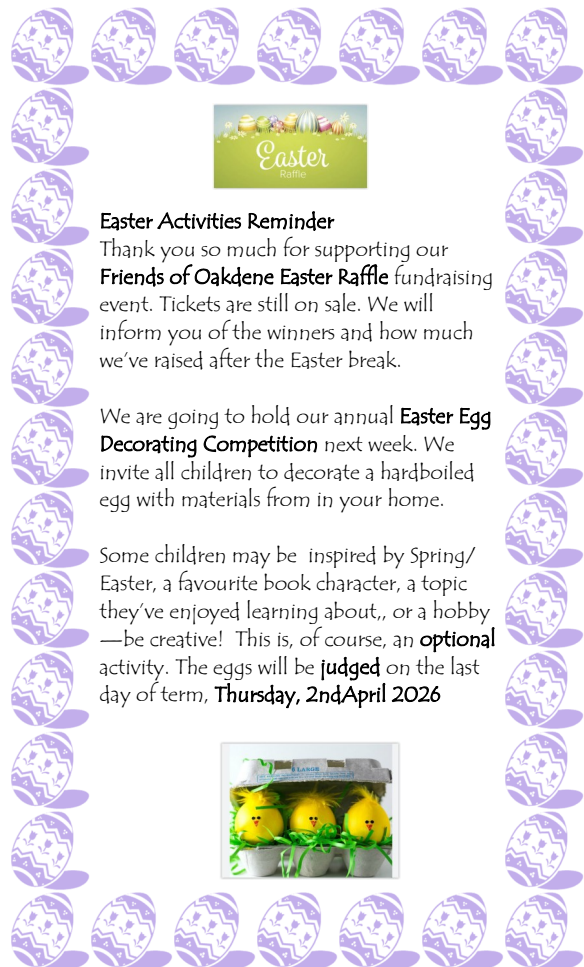 Easter
Raffle
Easter Activities Reminder
Thank you so much for supporting our
Friends of Oakdene Easter Raffle fundraising
event. Tickets are still on sale. We will
inform you of the winners and how much
we've raised after the Easter break.
We are going to hold our annual Easter Egg
Decorating Competition next week. We
invite all children to decorate a hardboiled
egg with materials from in your home.
Some children may be  inspired by Spring/
Easter, a favourite book character, a topic
they've enjoyed learning about,, or a hobby
—be creative!  This is, of course, an optional
activity. The eggs will be judged on the last
day of term, Thursday, 2ndApril 2026
LARGE